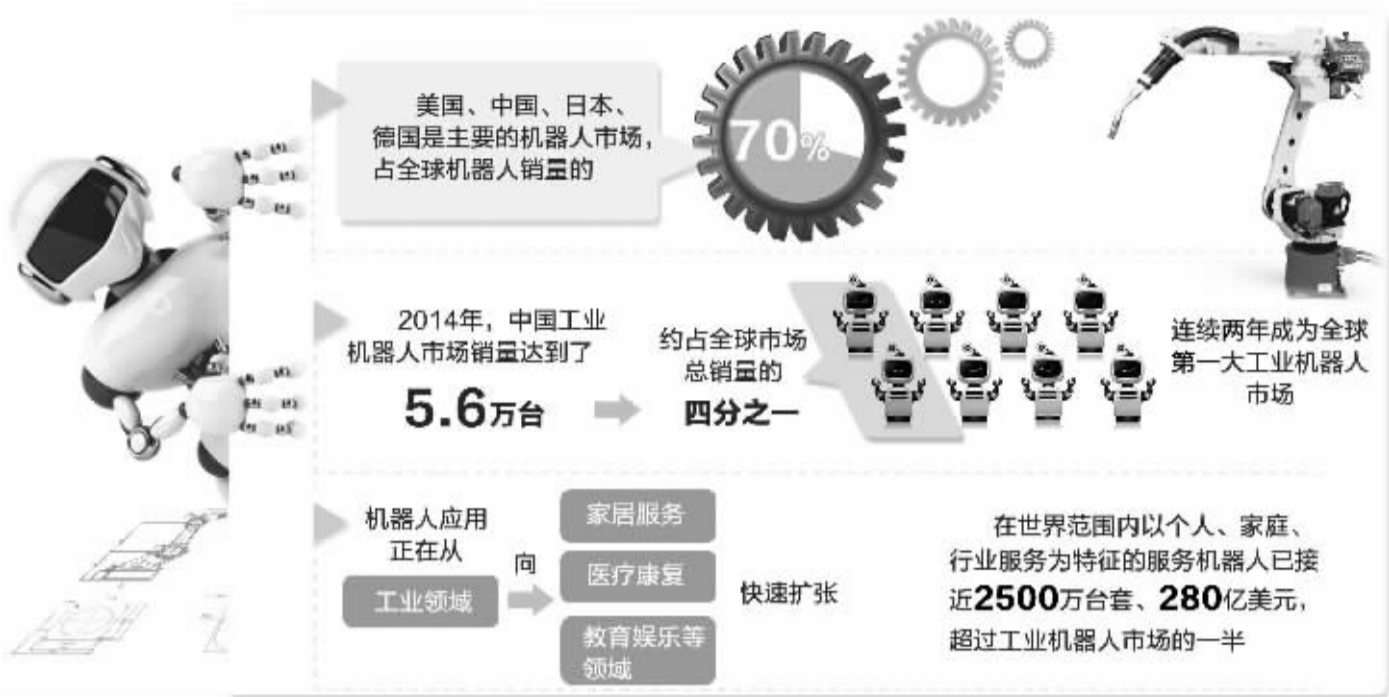 美国、中国、日本、
德国是主要的机器人市场，
占全球机器人销量的
70%
2014年，中国工业
机器人市场销量达到了
5.6万台
约占全球市场
总销量的
四分之一
连续两年成为全球
第一大工业机器人
市场
机器人应用
正在从
工业领域
向
家居服务
医疗康复
教育娱乐等
领域
快速扩张
在世界范围内以个人、家庭、
行业服务为特征的服务机器人已接
近2500万台套、280亿美元，
超过工业机器人市场的一半